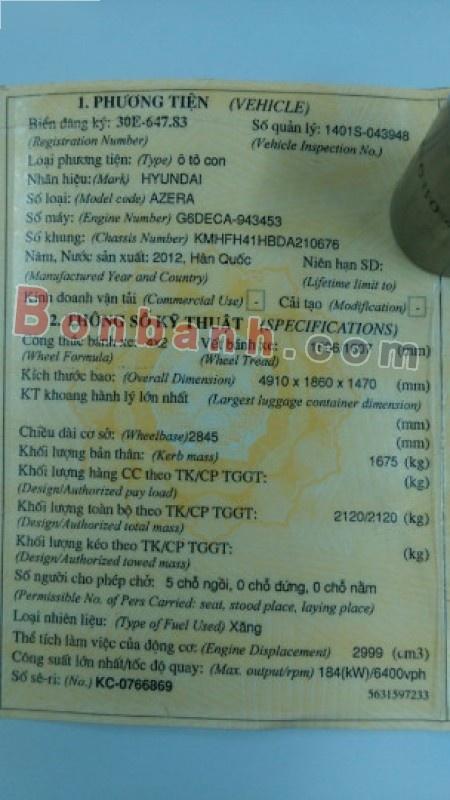 1. PHƯƠNG TIỆN (VEHICLE)
Biển đăng ký: 30E-647.83 Số quản lý: 1401S-043948
(Registration Number) (Vehicle Inspection No.)
Loại phương tiện: (Type) ô tô con
Nhãn hiệu: (Mark) HYUNDAI
Số loại: (Model code) AZERA
Số máy: (Engine Number) G6DECA-943453
Số khung: (Chassis Number) KMHFH41HBDA210676
Năm, Nước sản xuất: 2012, Hàn Quốc Niên hạn SD:
(Manufactured Year and Country) (Lifetime limit to)
Kinh doanh vận tải (Commercial Use) - Cải tạo (Modification) -
2. THÔNG SỐ KỸ THUẬT (SPECIFICATIONS)
Bonbanh.com
Công thức bánh xe: Vết bánh xe: (mm)
(Wheel Formula) (Wheel Tread)
Kích thước bao: (Overall Dimension) 4910 x 1860 x 1470 (mm)
KT khoang hành lý lớn nhất (Largest luggage container dimension)
(mm)
Chiều dài cơ sở: (Wheelbase) 2845 (mm)
Khối lượng bản thân: (Kerb mass) 1675 (kg)
Khối lượng hàng CC theo TK/CP TGGT: (kg)
(Design/Authorized pay load)
Khối lượng toàn bộ theo TK/CP TGGT: 2120/2120 (kg)
(Design/Authorized total mass)
Khối lượng kéo theo TK/CP TGGT: (kg)
(Design/Authorized towed mass)
Số người cho phép chở: 5 chỗ ngồi, 0 chỗ đứng, 0 chỗ nằm
(Permissible No. of Pers Carried: seat, stood place, laying place)
Loại nhiên liệu: (Type of Fuel Used) Xăng
Thể tích làm việc của động cơ: (Engine Displacement) 2999 (cm3)
Công suất lớn nhất/tốc độ quay: (Max. output/rpm) 184(kW)/6400vph
Số sê-ri: (No.) KC-0766869
5631597233